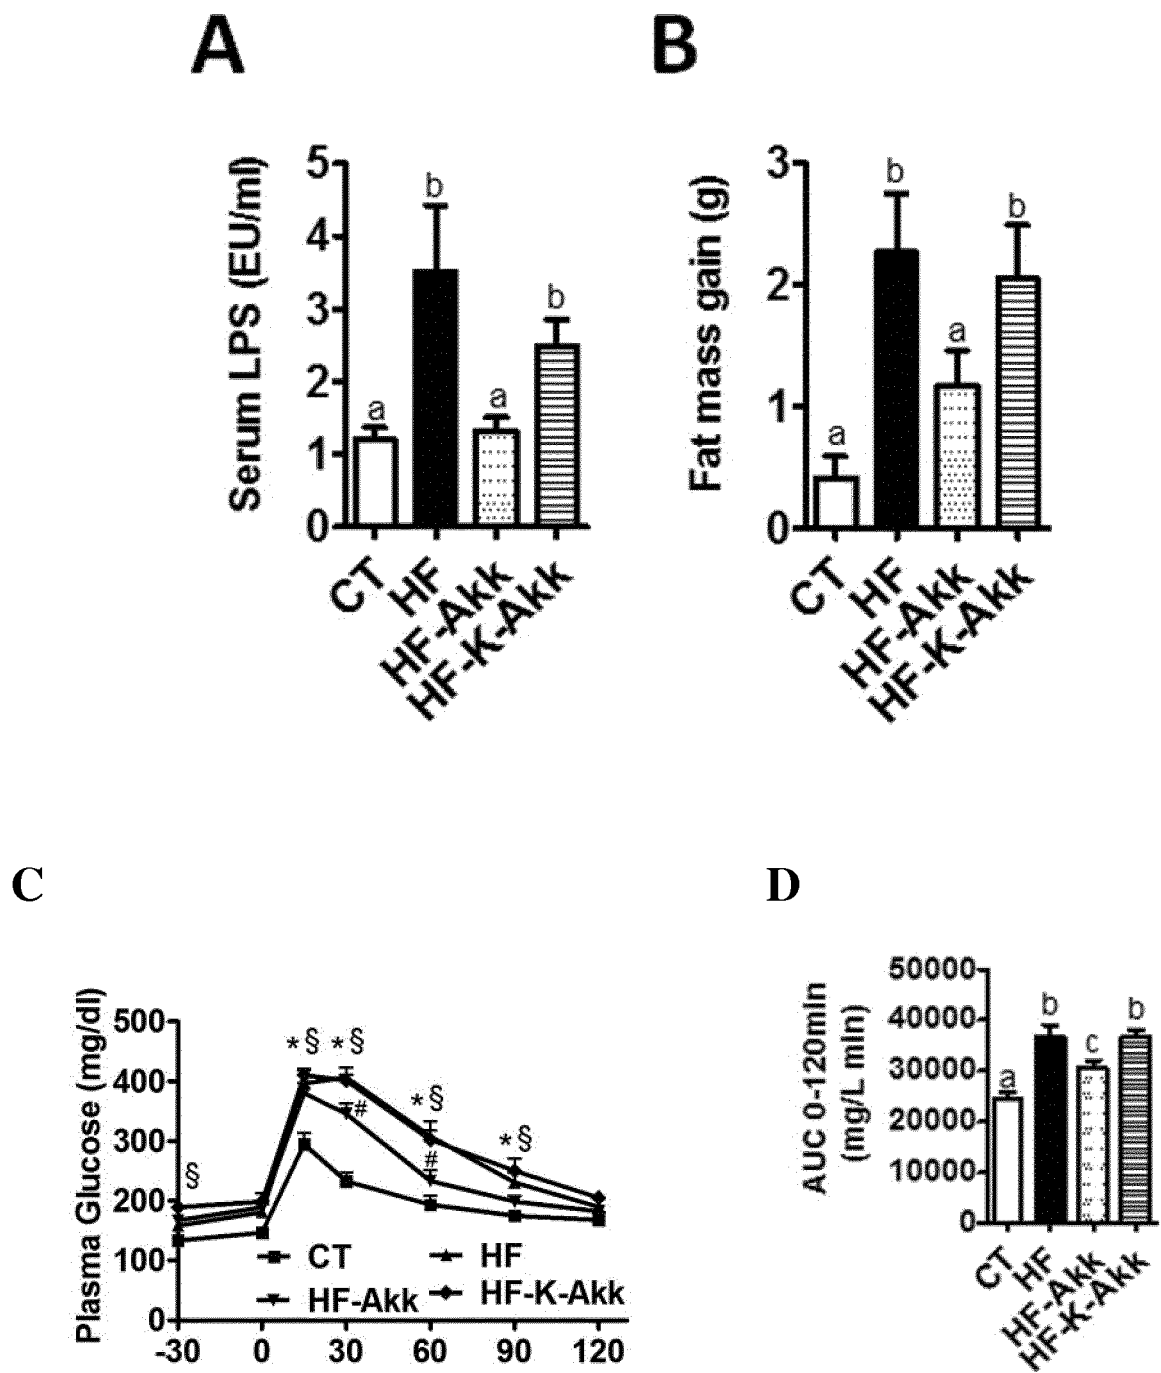 A
B
Serum LPS (EU/ml)
5
4
3
2
1
0
a
b
a
b
CT
HF
HF-Akk
HF-K-Akk
Fat mass gain (g)
3
2
1
0
a
b
a
b
CT
HF
HF-Akk
HF-K-Akk
C
D
Plasma Glucose (mg/dl)
500
400
300
200
100
0
§
*§
*§
#
*§
#
*§
CT
HF
HF-Akk
HF-K-Akk
-30 0 30 60 90 120
AUC 0-120min
(mg/L min)
50000
40000
30000
20000
10000
0
a
b
c
b
CT
HF
HF-Akk
HF-K-Akk